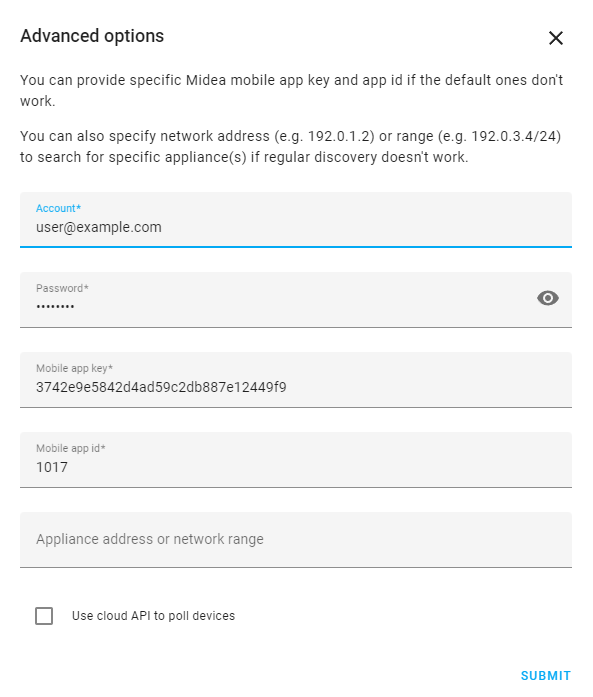 Advanced options
You can provide specific Midea mobile app key and app id if the default ones don't
work.
You can also specify network address (e.g. 192.0.1.2) or range (e.g. 192.0.3.4/24)
to search for specific appliance(s) if regular discovery doesn't work.
Account*
user@example.com
Password*
••••••••
Mobile app key*
3742e9e5842d4ad59c2db887e12449f9
Mobile app id*
1017
Appliance address or network range
Use cloud API to poll devices
SUBMIT